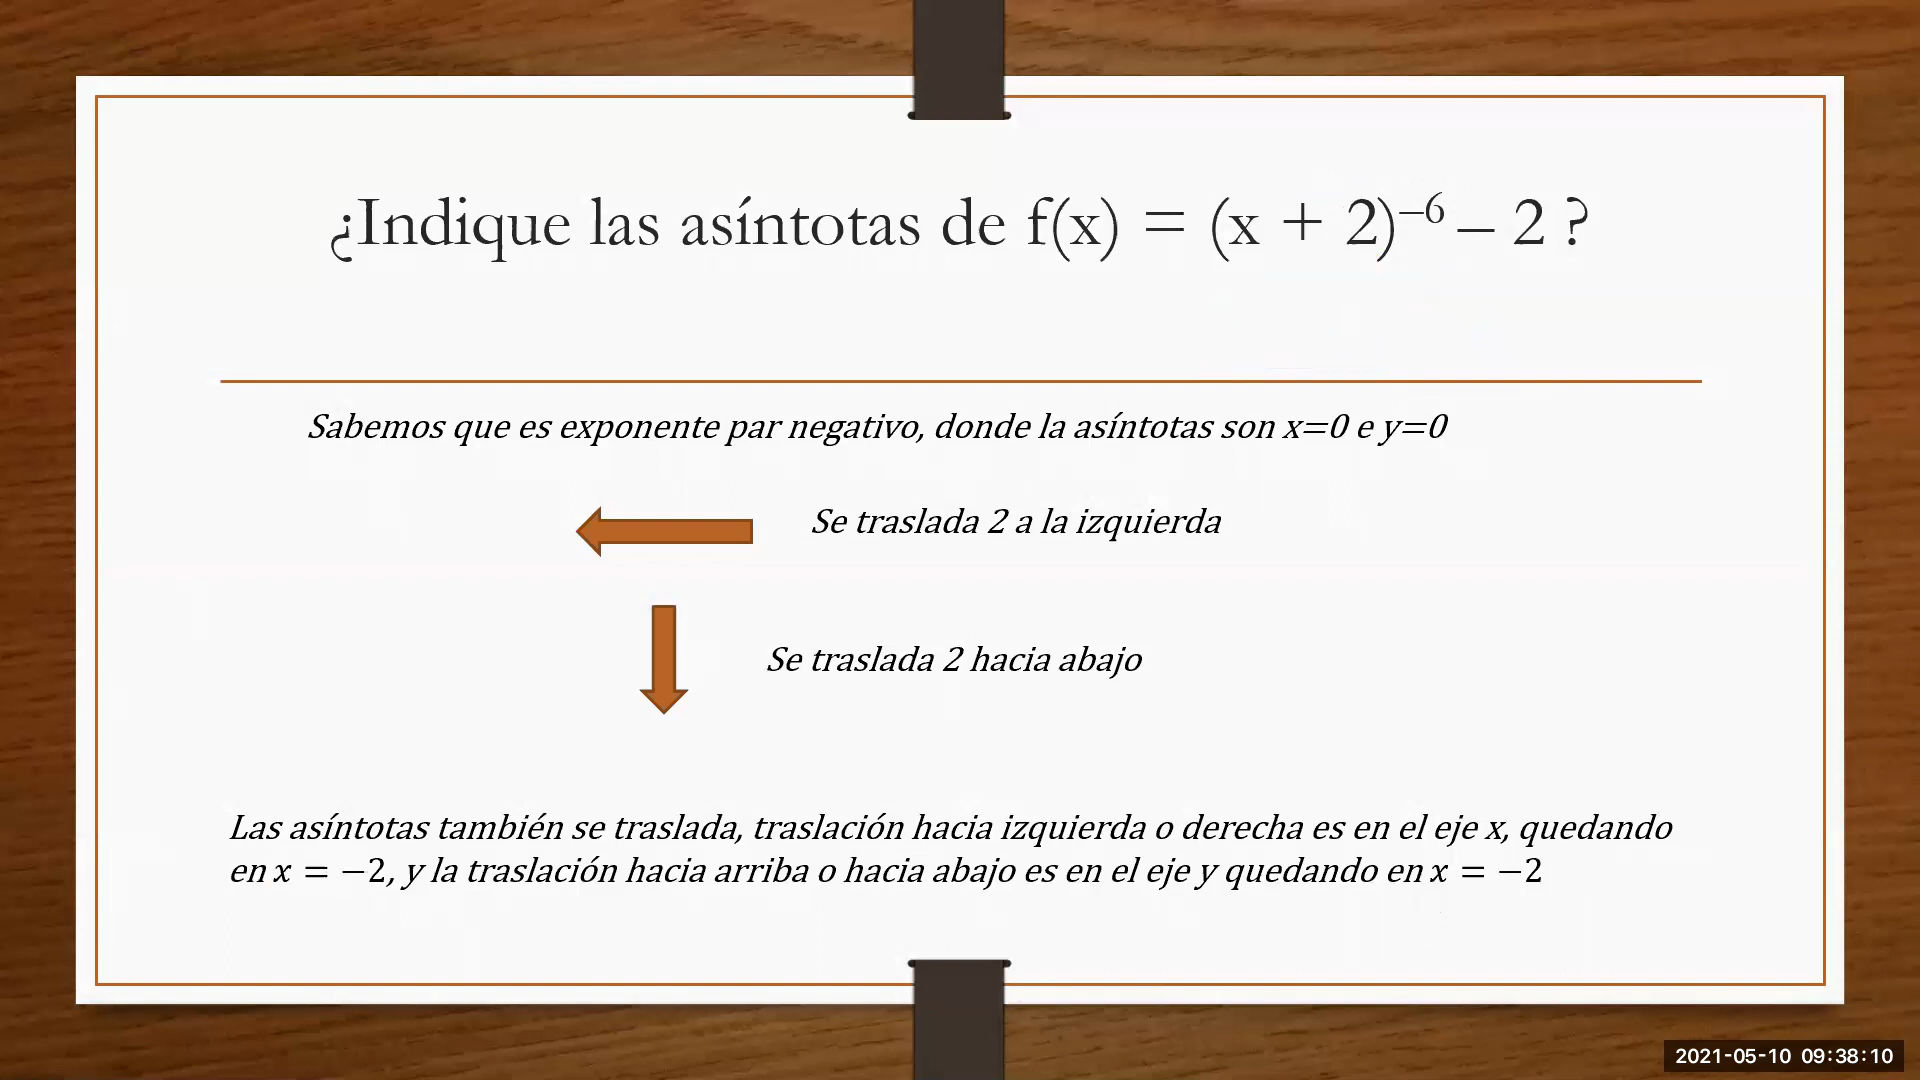 ¿Indique las asíntotas de f(x) = (x + 2)⁻⁶ – 2 ?
Sabemos que es exponente par negativo, donde la asíntotas son x=0 e y=0
Se traslada 2 a la izquierda
Se traslada 2 hacia abajo
Las asíntotas también se traslada, traslación hacia izquierda o derecha es en el eje x, quedando
en x = −2, y la traslación hacia arriba o hacia abajo es en el eje y quedando en x = −2
2021-05-10 09:38:10